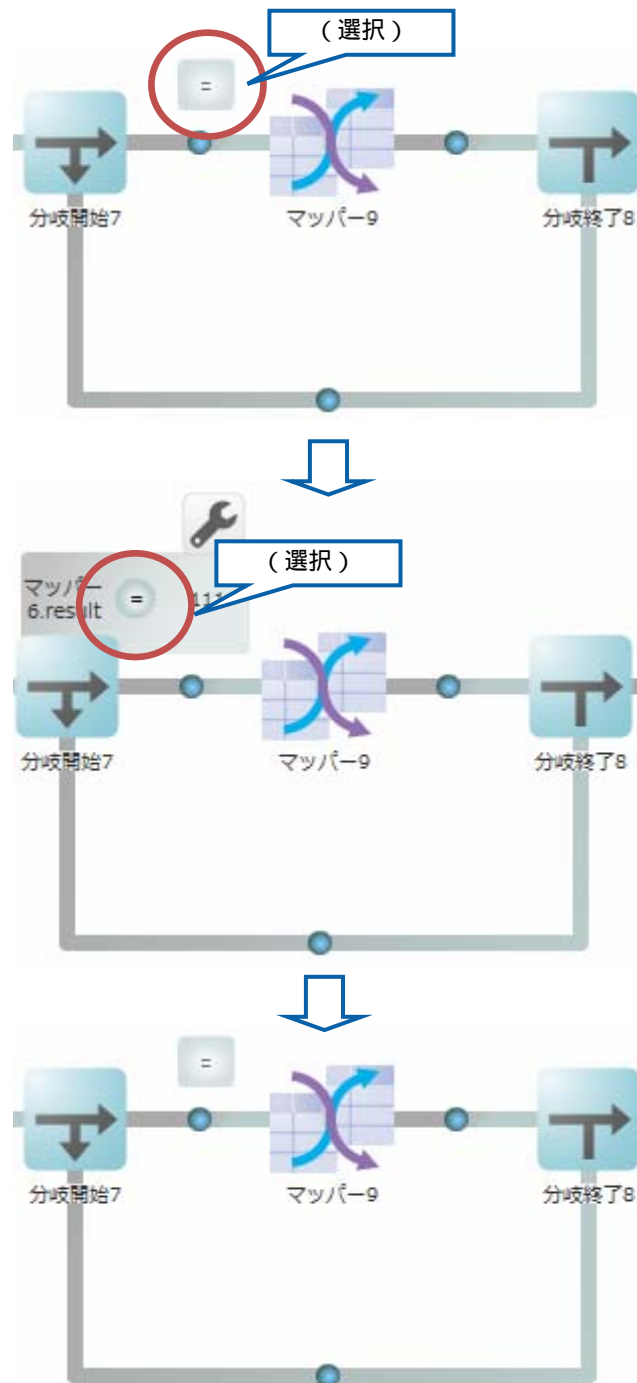 （選択）
=
分岐開始7
マッパー9
分岐終了8
（選択）
マッパー
6.result
=
111
分岐開始7
マッパー9
分岐終了8
=
分岐開始7
マッパー9
分岐終了8